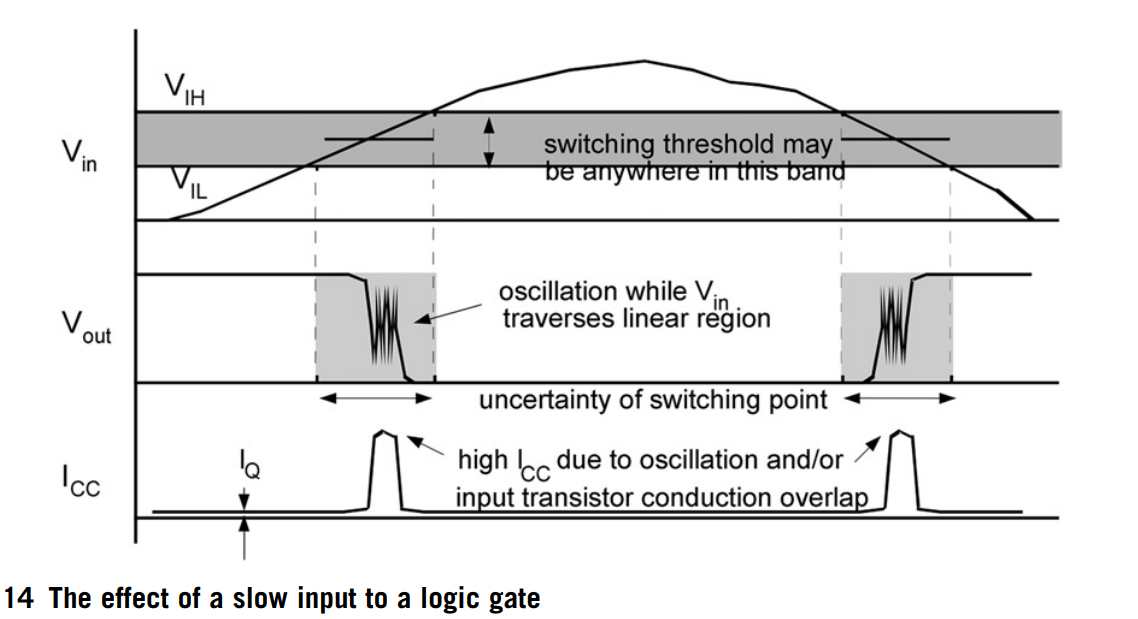 VIH
Vin
switching threshold may
be anywhere in this band
VIL
oscillation while Vin
traverses linear region
Vout
uncertainty of switching point
IQ
high ICC due to oscillation and/or
input transistor conduction overlap
ICC
14 The effect of a slow input to a logic gate